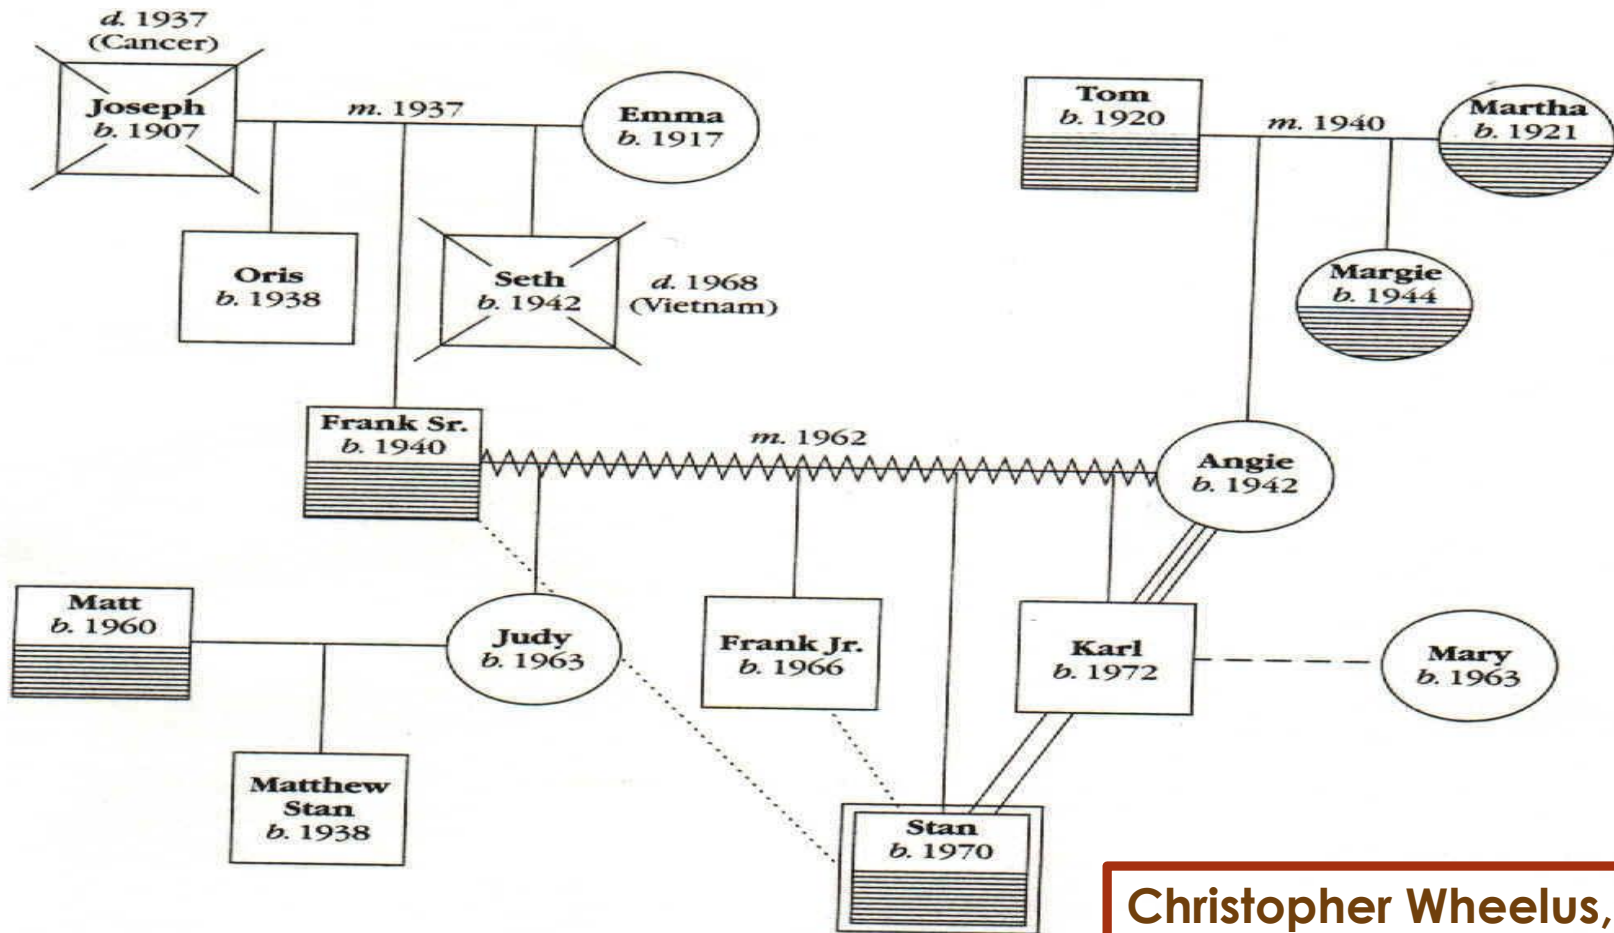 d. 1937
(Cancer)
Joseph
b. 1907
m. 1937
Emma
b. 1917
Tom
b. 1920
m. 1940
Martha
b. 1921
Oris
b. 1938
Seth
b. 1942
d. 1968
(Vietnam)
Margie
b. 1944
Frank Sr.
b. 1940
m. 1962
Angie
b. 1942
Matt
b. 1960
Judy
b. 1963
Frank Jr.
b. 1966
Karl
b. 1972
Mary
b. 1963
Matthew
Stan
b. 1938
Stan
b. 1970
Christopher Wheelus,